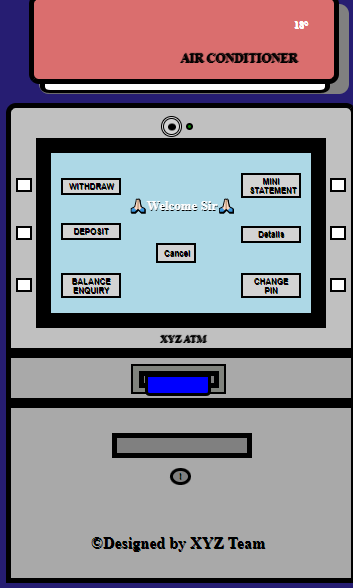 18°
AIR CONDITIONER
WITHDRAW
MINI
STATEMENT
🙏Welcome Sir🙏
DEPOSIT
Details
Cancel
BALANCE
ENQUIRY
CHANGE
PIN
XYZ ATM
©Designed by XYZ Team